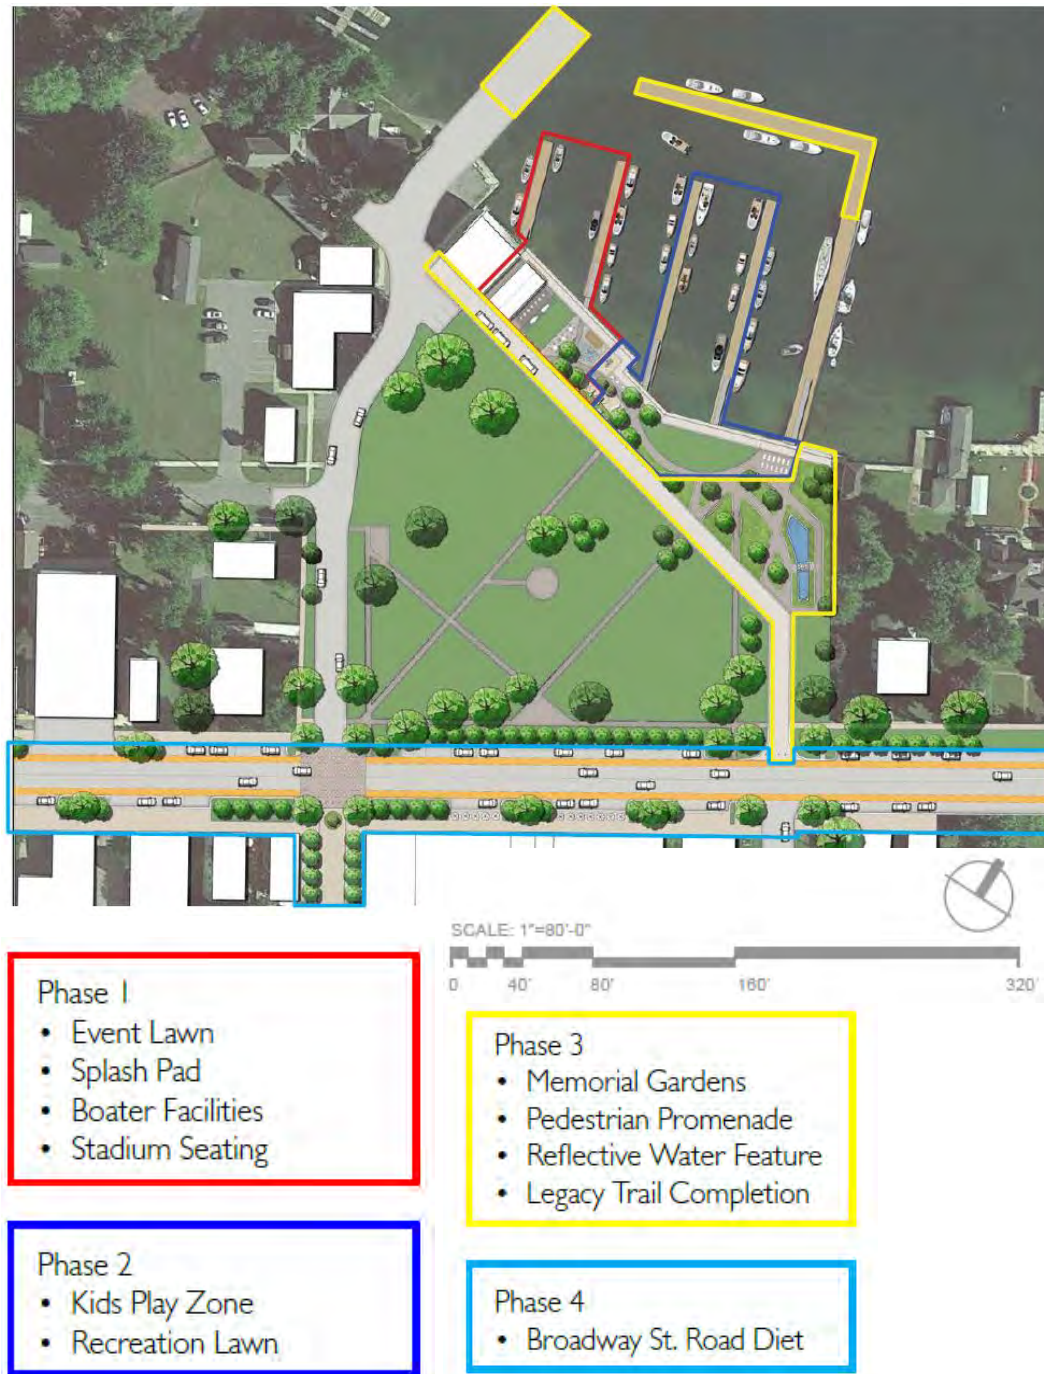 SCALE: 1"=80'-0"
0 40' 80' 160' 320'
Phase 1
• Event Lawn
• Splash Pad
• Boater Facilities
• Stadium Seating
Phase 2
• Kids Play Zone
• Recreation Lawn
Phase 3
• Memorial Gardens
• Pedestrian Promenade
• Reflective Water Feature
• Legacy Trail Completion
Phase 4
• Broadway St. Road Diet